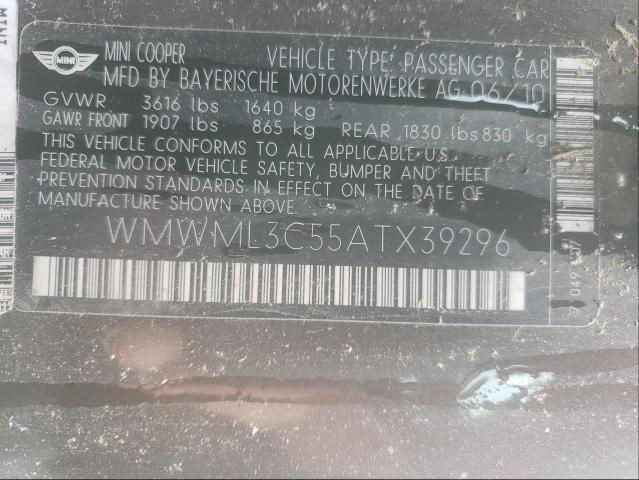 MINI
MINI COOPER VEHICLE TYPE: PASSENGER CAR
MFD BY BAYERISCHE MOTORENWERKE AG 06/10
GVWR 3616 lbs 1640 kg
GAWR FRONT 1907 lbs 865 kg REAR 1830 lbs 830 kg
THIS VEHICLE CONFORMS TO ALL APPLICABLE U.S.
FEDERAL MOTOR VEHICLE SAFETY, BUMPER AND THEFT
PREVENTION STANDARDS IN EFFECT ON THE DATE OF
MANUFACTURE SHOWN ABOVE
WMWML3C55ATX39296
MINI